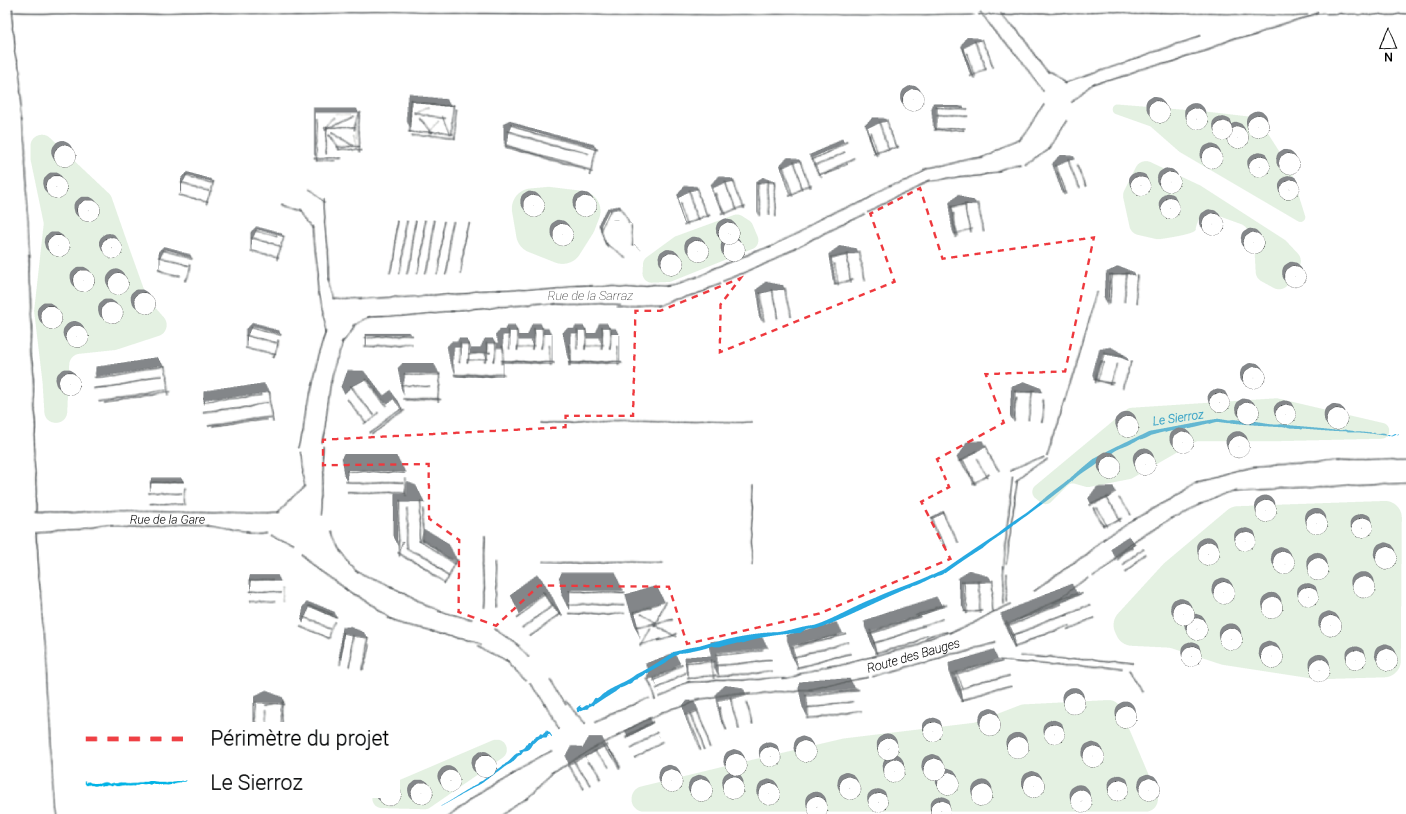 N
Rue de la Sarraz
Le Sierroz
Rue de la Gare
Route des Bauges
Périmètre du projet
Le Sierroz